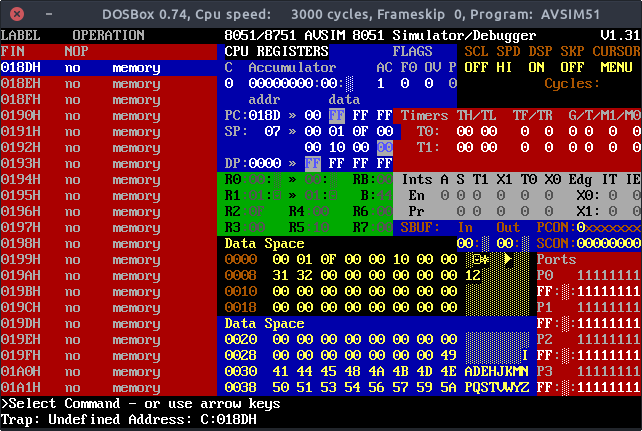 DOSBox 0.74, Cpu speed: 3000 cycles, Frameskip 0, Program: AVSIM51
LABEL OPERATION 8051/8751 AVSIM 8051 Simulator/Debugger V1.31
FIN NOP CPU REGISTERS FLAGS SCL SPD DSP SKP CURSOR
018DH no memory C Accumulator AC F0 OV P OFF HI ON OFF MENU
018EH no memory 0 00000000:00: 1 0 0 0 Cycles:
018FH no memory addr data
0190H no memory PC:018D » 00 FF FF FF Timers TH/TL TF/TR G/T/M1/M0
0191H no memory SP: 07 » 00 01 0F 00 T0: 00 00 0 0 0 0 0 0
0192H no memory 00 10 00 00 T1: 00 00 0 0 0 0 0 0
0193H no memory DP:0000 » FF FF FF FF
0194H no memory R0:00: » 00: RB:00 Ints A S T1 X1 T0 X0 Edg IT IE
0195H no memory R1:01: » 01: B:44 En 0 0 0 0 0 0 X0: 0 0
0196H no memory R2:0F R4:00 R6:00 Pr 0 0 0 0 0 X1: 0 0
0197H no memory R3:00 R5:10 R7:00 SBUF: In Out PCON:0xxxxxxx
0198H no memory Data Space 00: 00: SCON:00000000
0199H no memory 0000 00 01 0F 00 00 10 00 00 Ports
019AH no memory 0008 31 32 00 00 00 00 00 00 12 P0 11111111
019BH no memory 0010 00 00 00 00 00 00 00 00 FF: :11111111
019CH no memory 0018 00 00 00 00 00 00 00 00 P1 11111111
019DH no memory Data Space FF: :11111111
019EH no memory 0020 00 00 00 00 00 00 00 00 P2 11111111
019FH no memory 0028 00 00 00 00 00 00 00 49 I FF: :11111111
01A0H no memory 0030 41 44 45 48 4A 4B 4D 4E ADEHJKMN P3 11111111
01A1H no memory 0038 50 51 53 54 56 57 59 5A PQSTVWYZ FF: :11111111
>Select Command - or use arrow keys
Trap: Undefined Address: C:018DH